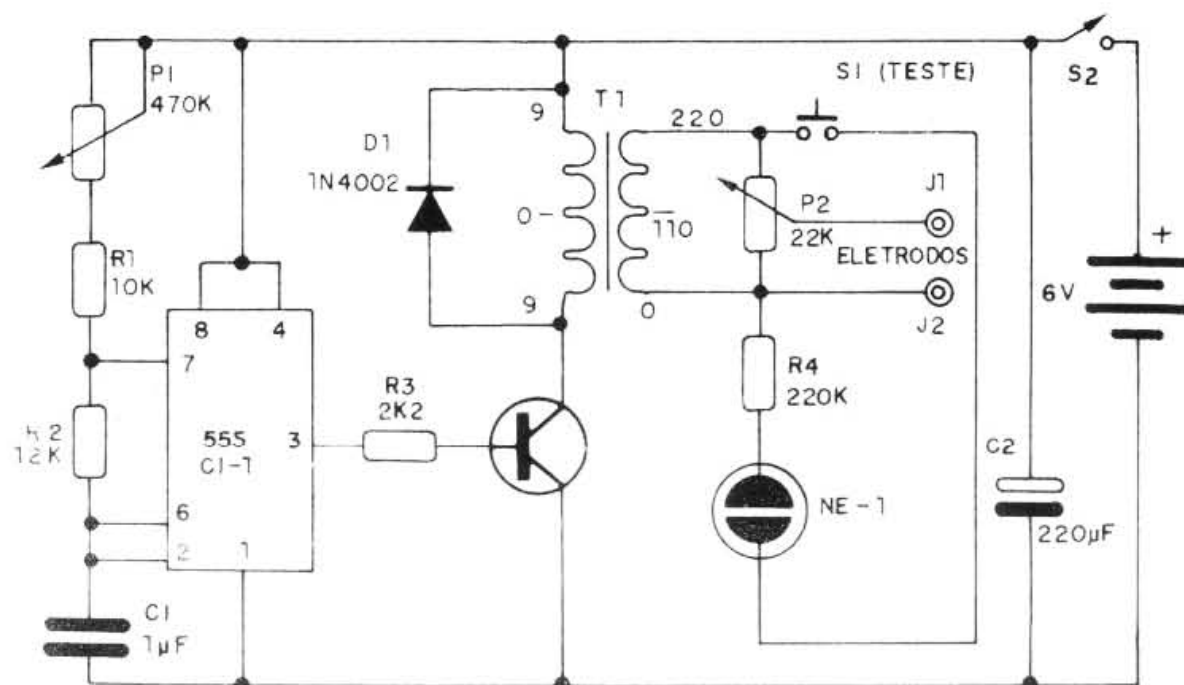 P1
470K
R1
10K
R2
12K
C1
1µF
8
4
7
6
2
1
3
555
CI-1
R3
2K2
D1
1N4002
T1
9
0
9
220
110
0
S1 (TESTE)
P2
22K
J1
ELETRODOS
J2
R4
220K
NE-1
C2
220µF
S2
+
6V